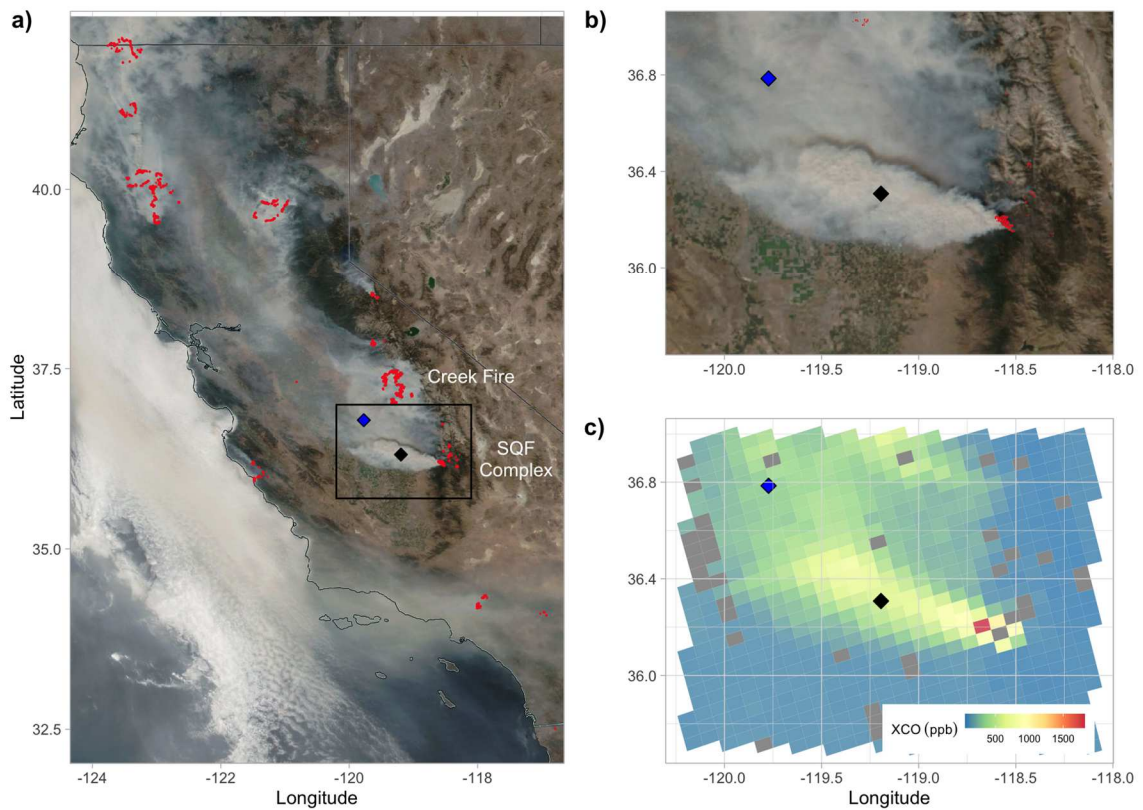 a)
40.0
37.5
35.0
32.5
Latitude
-124
-122
-120
-118
Longitude
Creek Fire
SQF
Complex
b)
36.8
36.4
36.0
-120.0
-119.5
-119.0
-118.5
-118.0
c)
36.8
36.4
36.0
XCO (ppb)
500
1000
1500
-120.0
-119.5
-119.0
-118.5
-118.0
Longitude